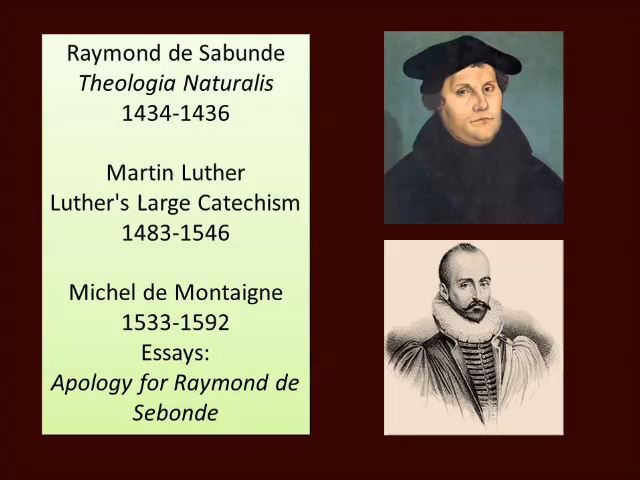 Raymond de Sabunde
Theologia Naturalis
1434-1436
Martin Luther
Luther's Large Catechism
1483-1546
Michel de Montaigne
1533-1592
Essays:
Apology for Raymond de
Sebonde